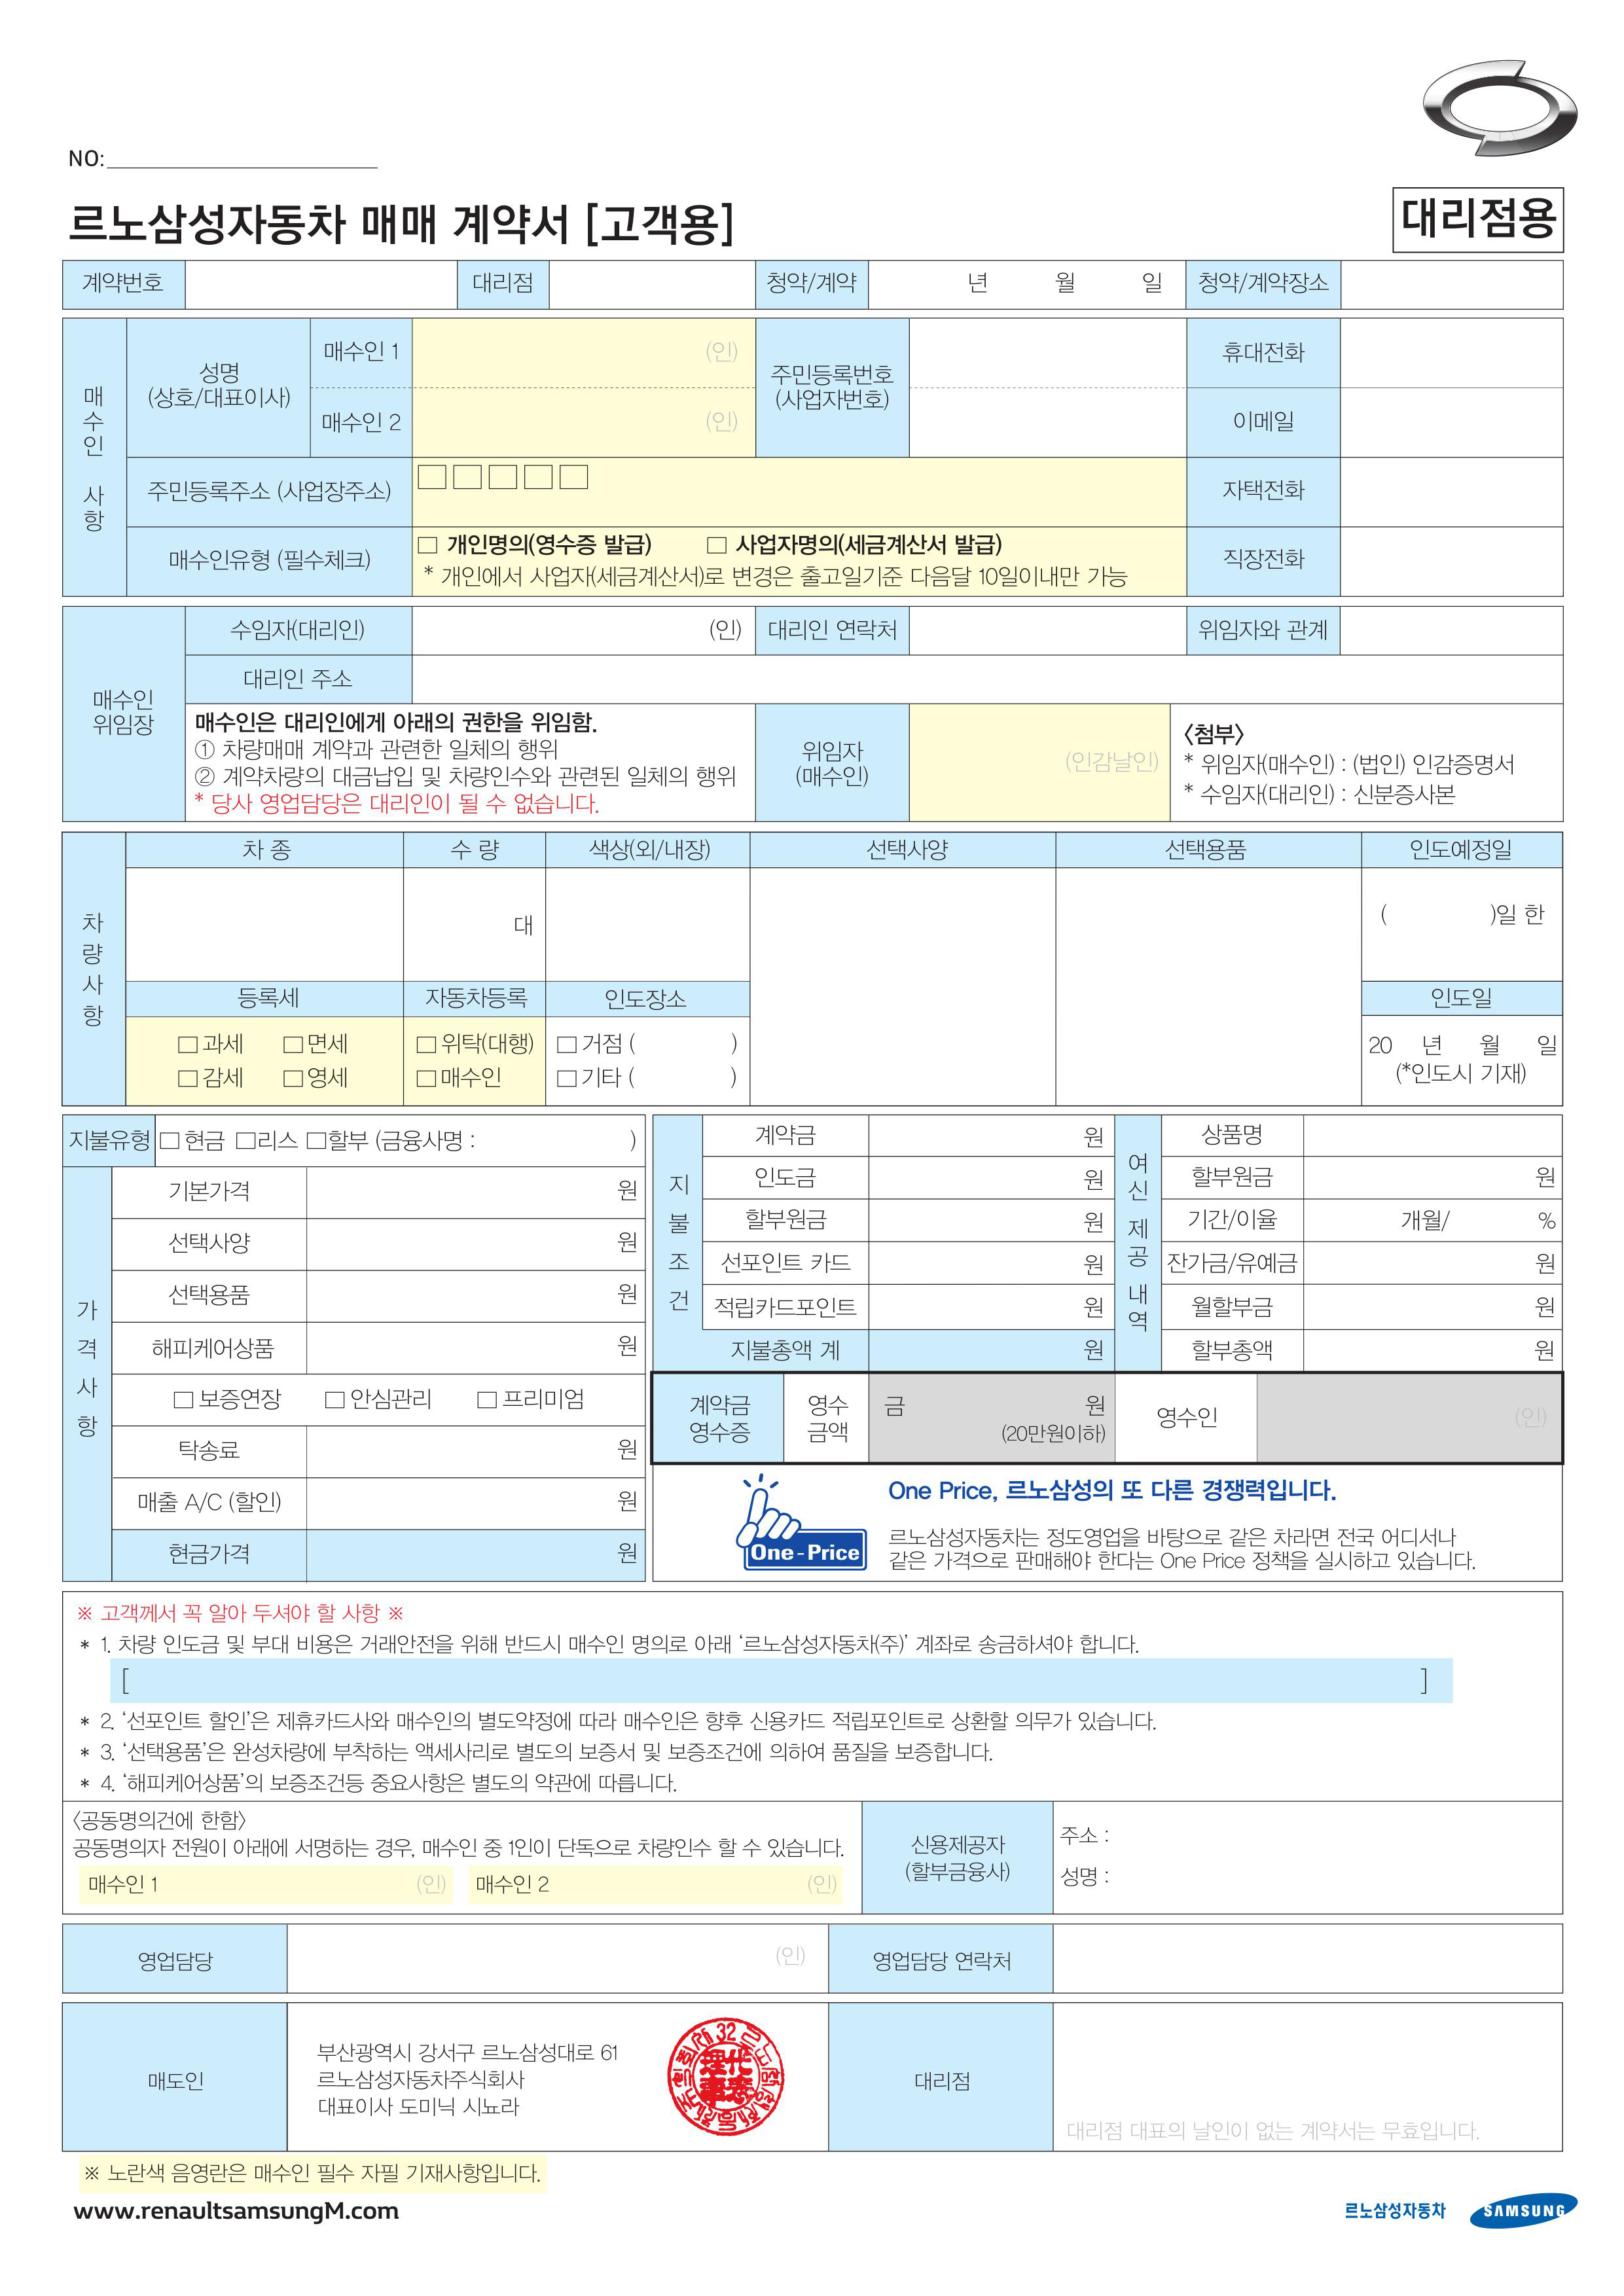 NO:
르노삼성자동차 매매 계약서 [고객용]
대리점용
계약번호 대리점 청약/계약 년 월 일 청약/계약장소
매수인 사항
성명
(상호/대표이사)
매수인 1 (인)
매수인 2 (인)
주민등록번호
(사업자번호)
휴대전화
이메일
주민등록주소 (사업장주소) □□□□□
자택전화
매수인유형 (필수체크)
□ 개인명의(영수증 발급) □ 사업자명의(세금계산서 발급)
* 개인에서 사업자(세금계산서)로 변경은 출고일기준 다음달 10일이내만 가능
직장전화
매수인
위임장
수임자(대리인) (인) 대리인 연락처 위임자와 관계
대리인 주소
매수인은 대리인에게 아래의 권한을 위임함.
① 차량매매 계약과 관련한 일체의 행위
② 계약차량의 대금납입 및 차량인수와 관련된 일체의 행위
* 당사 영업담당은 대리인이 될 수 없습니다.
위임자
(매수인)
(인감날인)
<첨부>
* 위임자(매수인) : (법인) 인감증명서
* 수임자(대리인) : 신분증사본
차량사항
차 종 수 량 색상(외/내장) 선택사양 선택용품 인도예정일
대
( )일 한
등록세 자동차등록 인도장소 인도일
□과세 □면세 □위탁(대행) □거점 ( )
□감세 □영세 □매수인 □기타 ( )
20 년 월 일
(*인도시 기재)
지불유형 □현금 □리스 □할부 (금융사명 : )
가격사항
기본가격 원
선택사양 원
선택용품 원
해피케어상품 원
□ 보증연장 □ 안심관리 □ 프리미엄
탁송료 원
매출 A/C (할인) 원
현금가격 원
지불조건
계약금 원
인도금 원
할부원금 원
선포인트 카드 원
적립카드포인트 원
지불총액 계 원
여신 제공 내역
상품명
할부원금 원
기간/이율 개월/ %
잔가금/유예금 원
월할부금 원
할부총액 원
계약금
영수증
영수
금액
금 원
(20만원이하)
영수인 (인)
One-Price
One Price, 르노삼성의 또 다른 경쟁력입니다.
르노삼성자동차는 정도영업을 바탕으로 같은 차라면 전국 어디서나
같은 가격으로 판매해야 한다는 One Price 정책을 실시하고 있습니다.
※ 고객께서 꼭 알아 두셔야 할 사항 ※
* 1. 차량 인도금 및 부대 비용은 거래안전을 위해 반드시 매수인 명의로 아래 ‘르노삼성자동차(주)’ 계좌로 송금하셔야 합니다.
[ ]
* 2. ‘선포인트 할인’은 제휴카드사와 매수인의 별도약정에 따라 매수인은 향후 신용카드 적립포인트로 상환할 의무가 있습니다.
* 3. ‘선택용품’은 완성차량에 부착하는 액세사리로 별도의 보증서 및 보증조건에 의하여 품질을 보증합니다.
* 4. ‘해피케어상품’의 보증조건등 중요사항은 별도의 약관에 따릅니다.
<공동명의건에 한함>
공동명의자 전원이 아래에 서명하는 경우, 매수인 중 1인이 단독으로 차량인수 할 수 있습니다.
매수인 1 (인) 매수인 2 (인)
신용제공자
(할부금융사)
주소 :
성명 :
영업담당 (인) 영업담당 연락처
매도인
부산광역시 강서구 르노삼성대로 61
르노삼성자동차주식회사
대표이사 도미닉 시뇨라
32
대리점
대리점 대표의 날인이 없는 계약서는 무효입니다.
※ 노란색 음영란은 매수인 필수 자필 기재사항입니다.
www.renaultsamsungM.com
르노삼성자동차 SAMSUNG